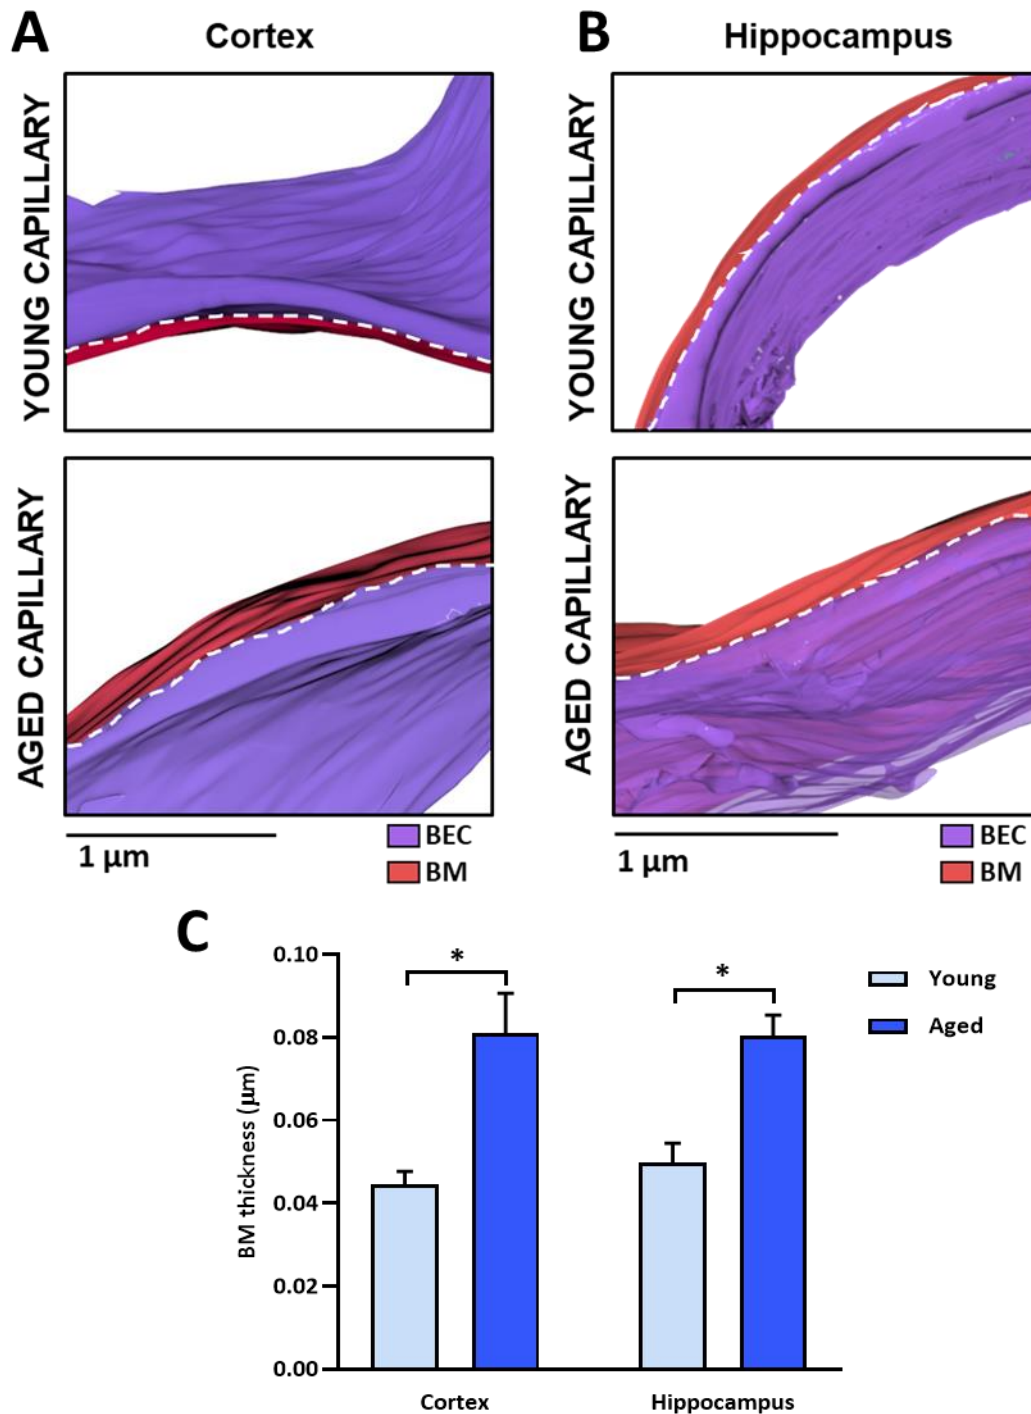 A
Cortex
B
Hippocampus
YOUNG CAPILLARY
YOUNG CAPILLARY
AGED CAPILLARY
AGED CAPILLARY
1 μm
BEC
BM
1 μm
BEC
BM
C
BM thickness (μm)
0.10
0.08
0.06
0.04
0.02
0.00
*
*
Young
Aged
Cortex
Hippocampus